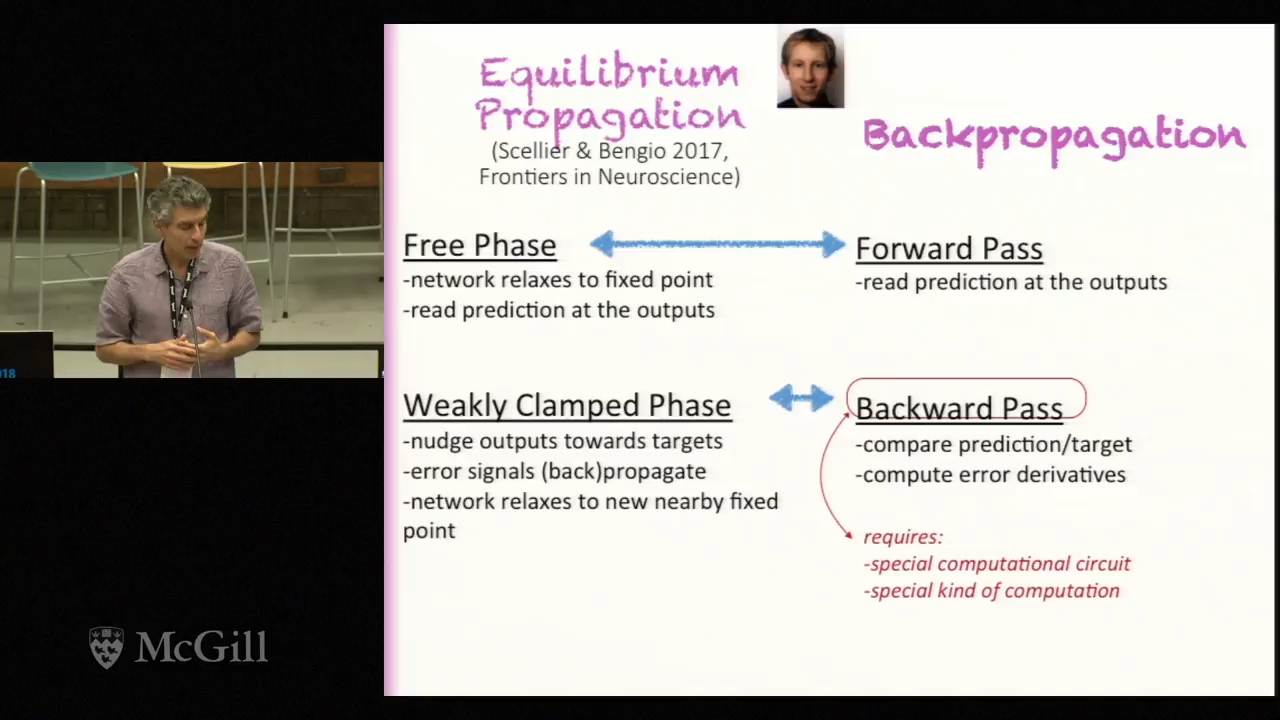 Equilibrium
Propagation
(Scellier & Bengio 2017,
Frontiers in Neuroscience)
Backpropagation
Free Phase
-network relaxes to fixed point
-read prediction at the outputs
Forward Pass
-read prediction at the outputs
Weakly Clamped Phase
-nudge outputs towards targets
-error signals (back)propagate
-network relaxes to new nearby fixed
point
Backward Pass
-compare prediction/target
-compute error derivatives
requires:
-special computational circuit
-special kind of computation
18
McGill